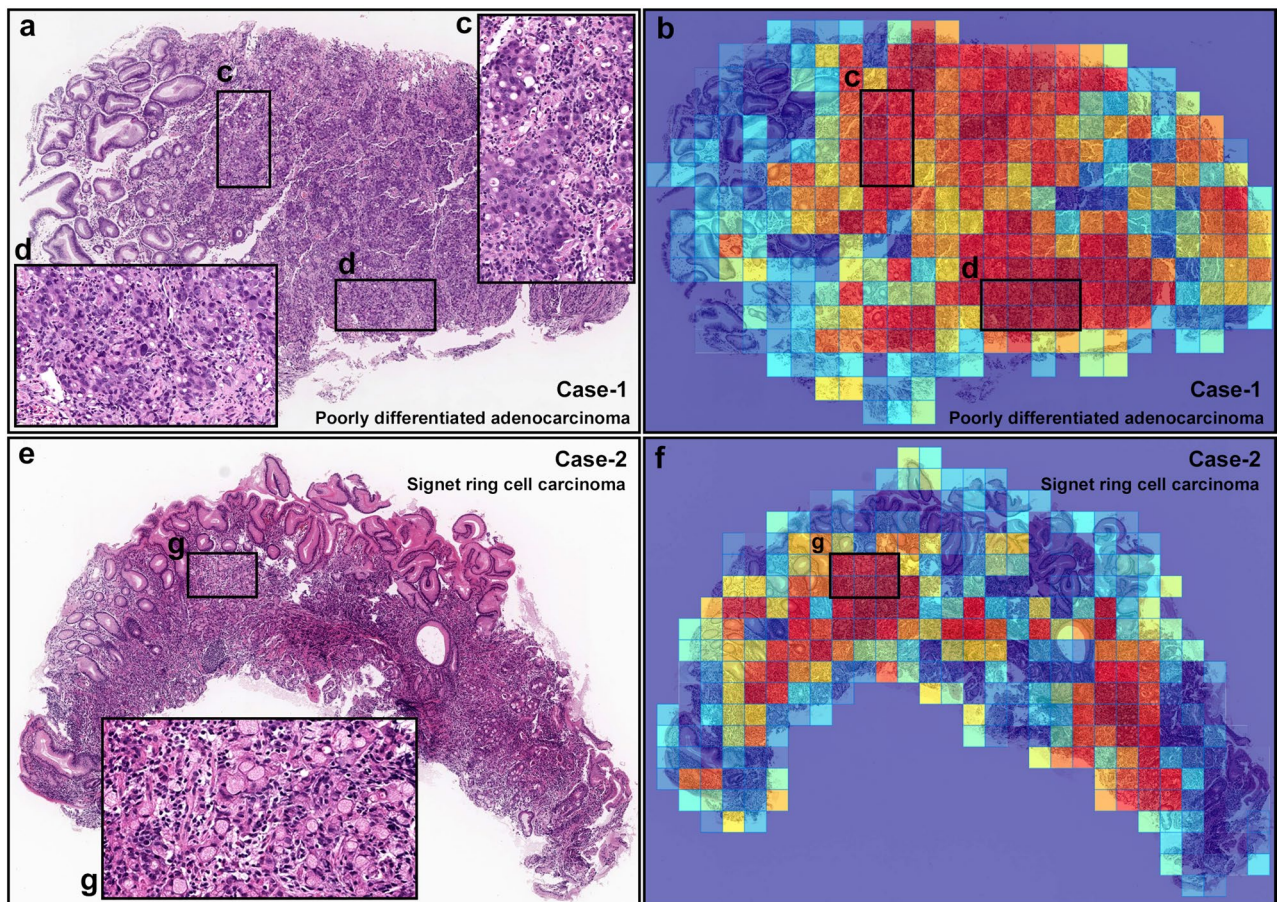 a
c
c
d
d
Case-1
Poorly differentiated adenocarcinoma
b
c
d
Case-1
Poorly differentiated adenocarcinoma
e
Case-2
Signet ring cell carcinoma
g
g
f
Case-2
Signet ring cell carcinoma
g